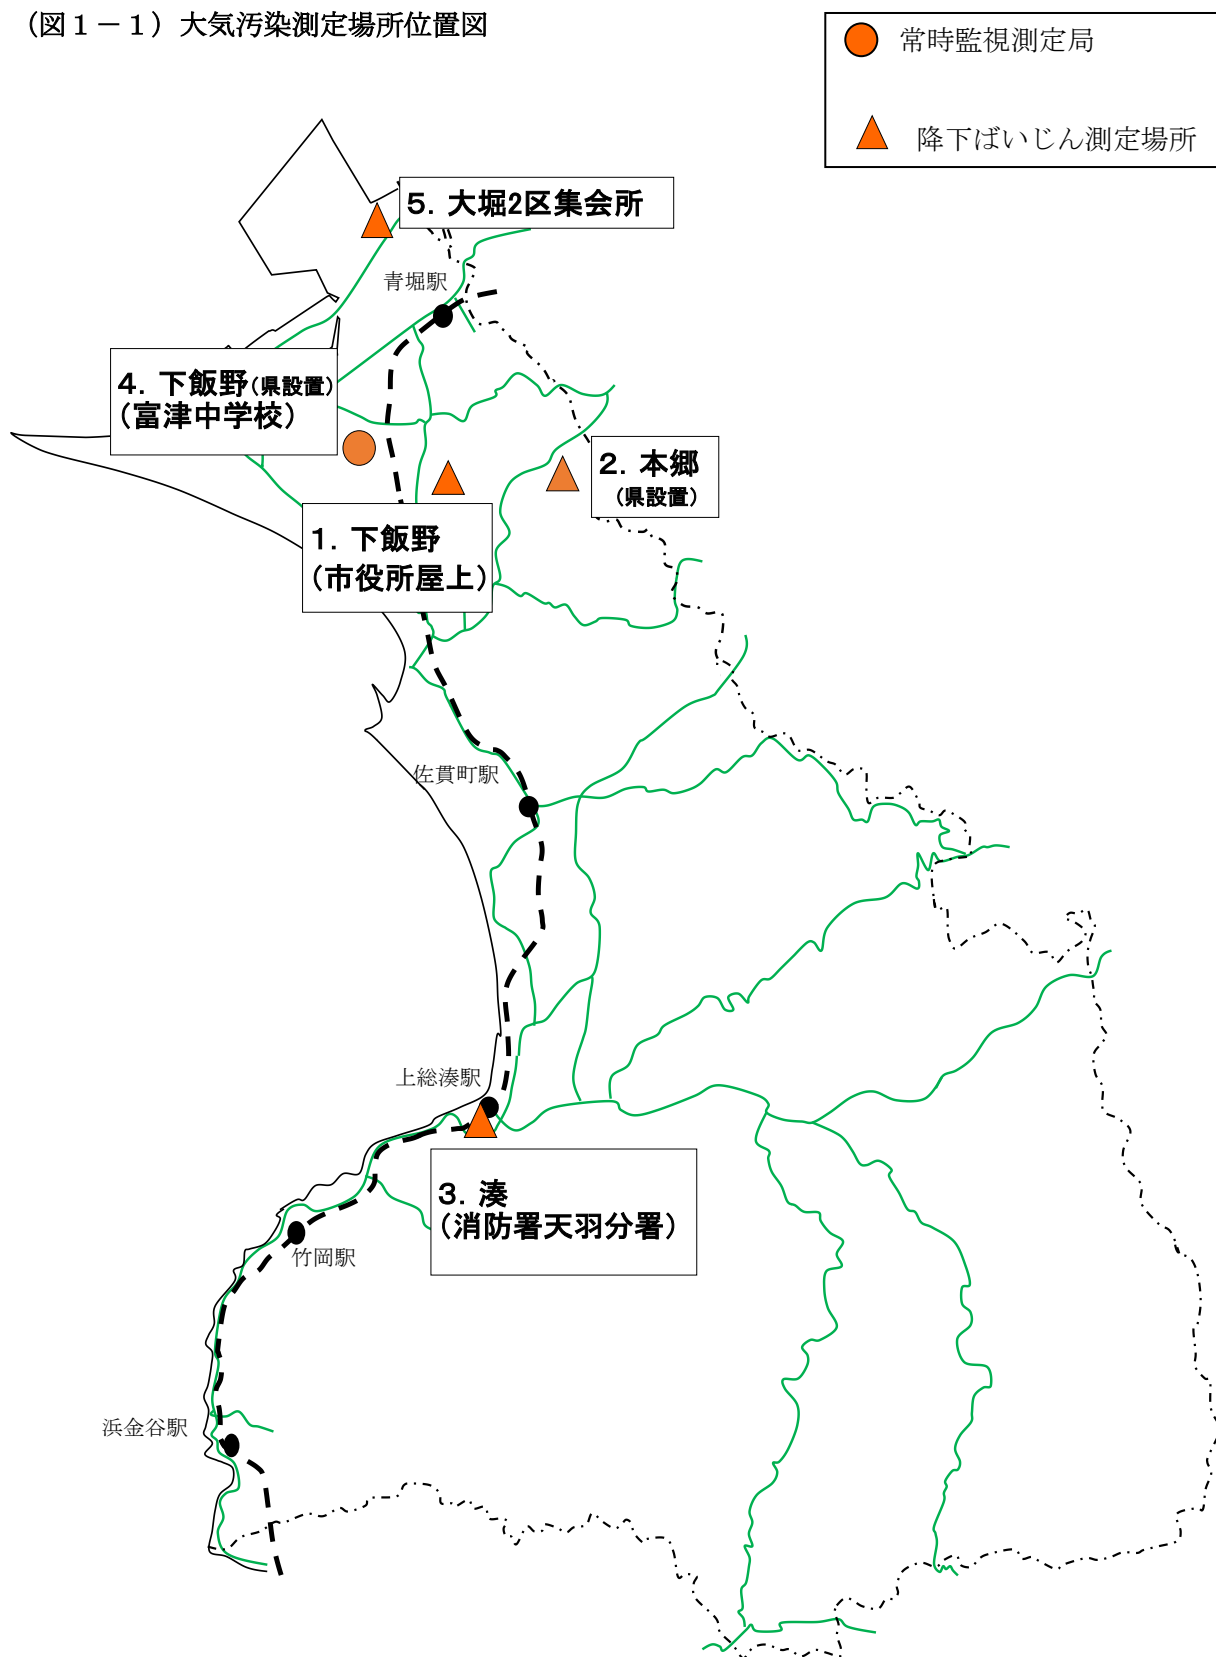 (図１－１）大気汚染測定場所位置図
常時監視測定局
降下ばいじん測定場所
5．大堀2区集会所
青堀駅
4．下飯野(県設置)
（富津中学校）
2．本郷
（県設置）
1．下飯野
（市役所屋上）
佐貫町駅
上総湊駅
3．湊
（消防署天羽分署）
竹岡駅
浜金谷駅